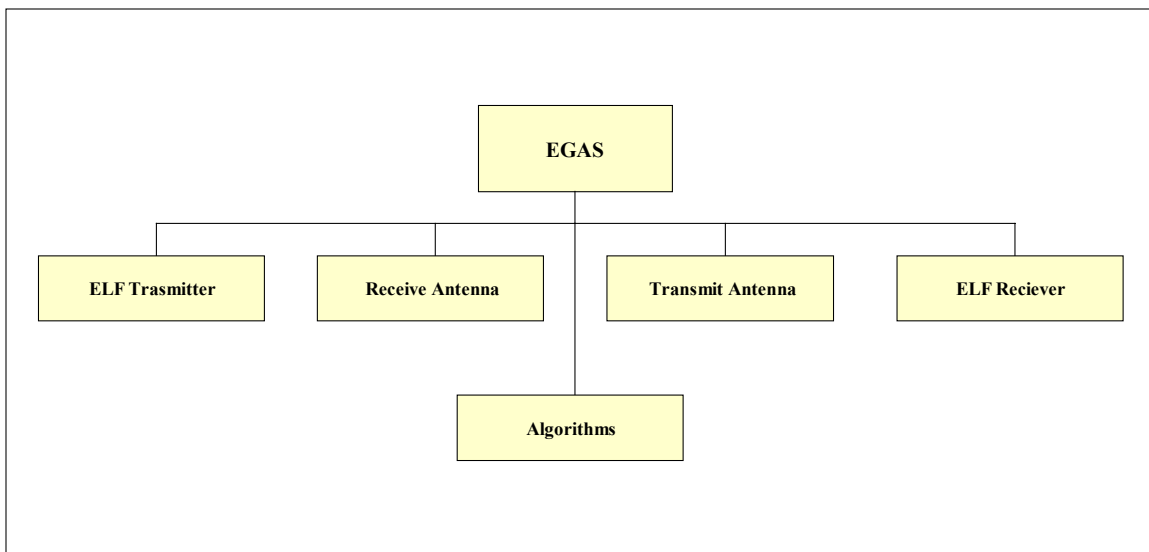 EGAS
ELF Trasmitter
Receive Antenna
Transmit Antenna
ELF Reciever
Algorithms